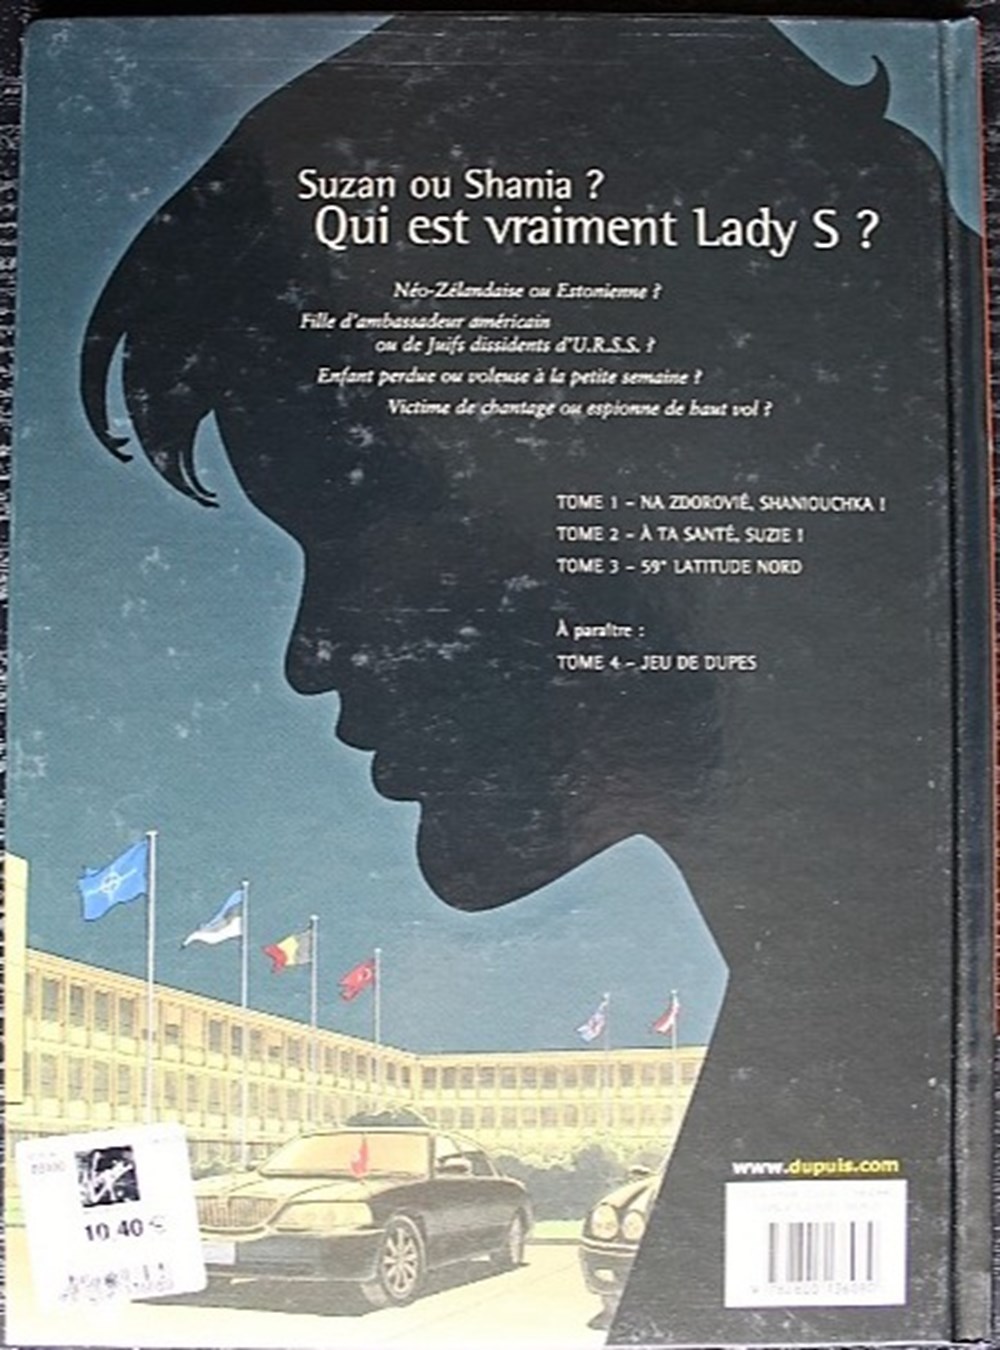 Suzan ou Shania ?
Qui est vraiment Lady S ?
Néo-Zélandaise ou Estonienne ?
Fille d'ambassadeur américain
ou de Juifs dissidents d'U.R.S.S. ?
Enfant perdue ou voleuse à la petite semaine ?
Victime de chantage ou espionne de haut vol ?
TOME 1 – NA ZDOROVIÉ, SHANIOUCHKA !
TOME 2 – À TA SANTÉ, SUZIE !
TOME 3 – 59° LATITUDE NORD
À paraître :
TOME 4 – JEU DE DUPES
www.dupuis.com
10,40 €